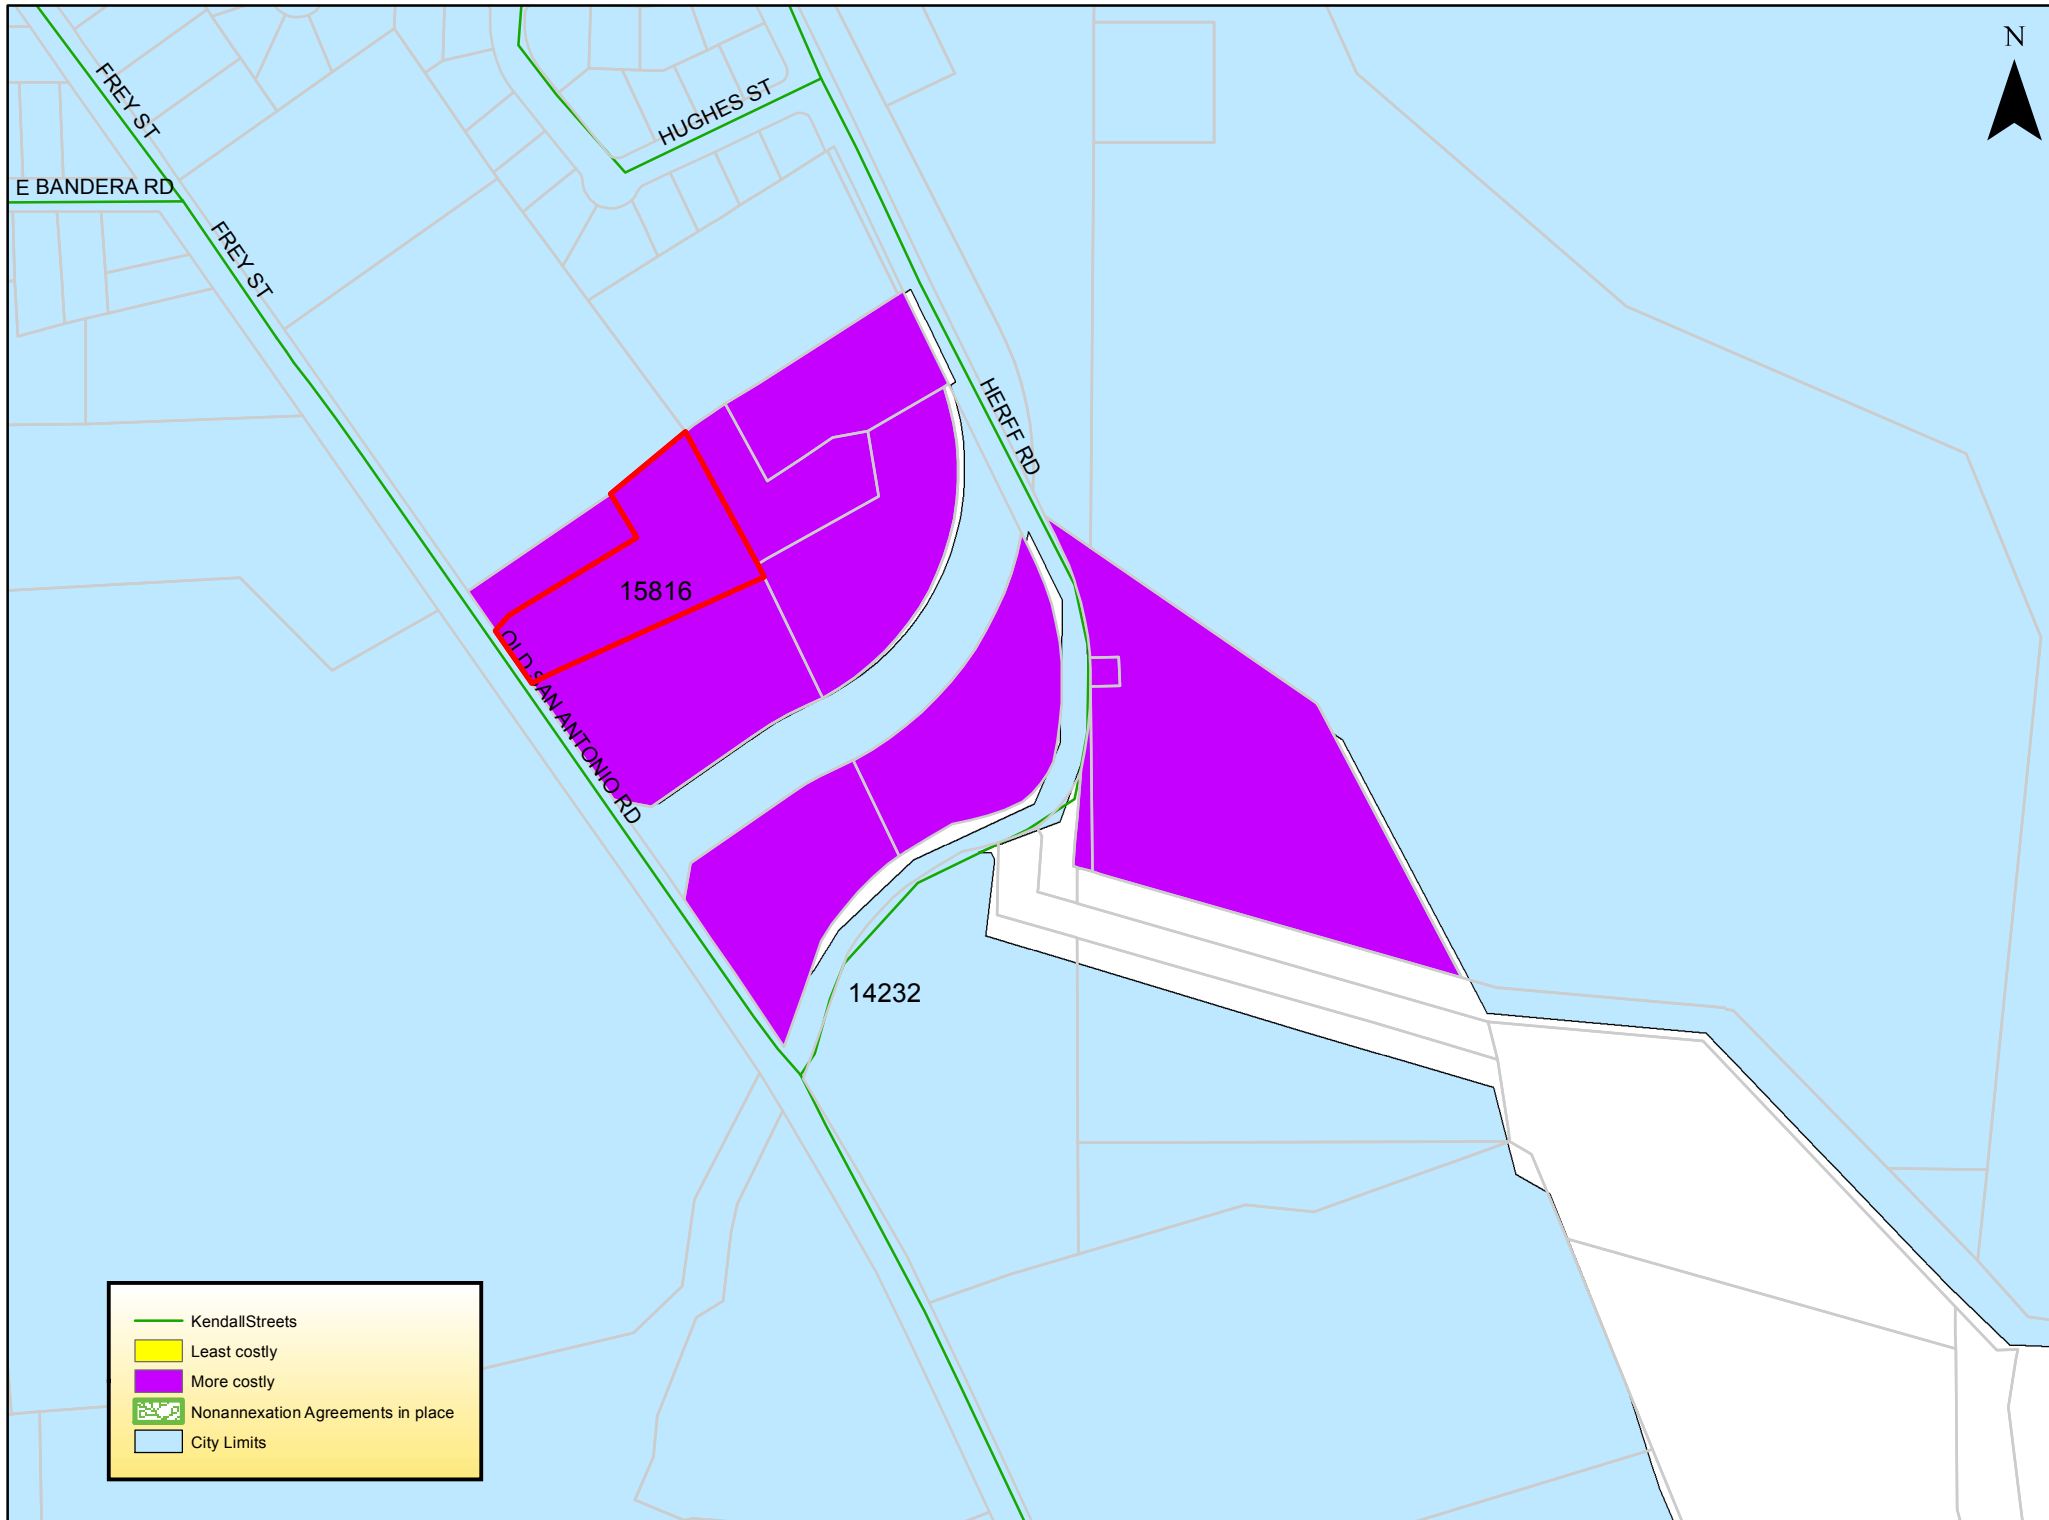 N
FREY ST
HUGHES ST
E BANDERA RD
FREY ST
HERFF RD
15816
OLD SAN ANTONIO RD
14232
KendallStreets
Least costly
More costly
Nonannexation Agreements in place
City Limits